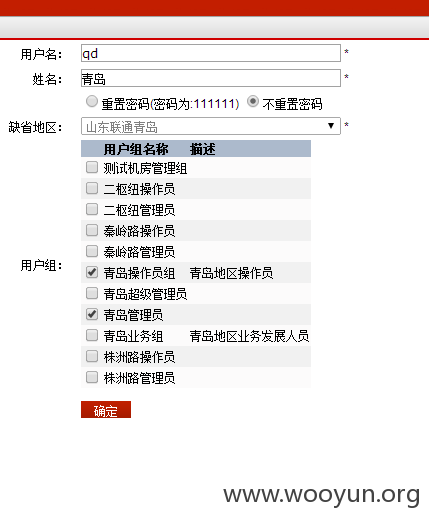 用户名： qd *
姓名： 青岛 *
重置密码(密码为:111111) 不重置密码
缺省地区： 山东联通青岛 *
用户组名称 描述
测试机房管理组
二枢纽操作员
二枢纽管理员
秦岭路操作员
秦岭路管理员
用户组： 青岛操作员组 青岛地区操作员
青岛超级管理员
青岛管理员
青岛业务组 青岛地区业务发展人员
株洲路操作员
株洲路管理员
确定
www.wooyun.org